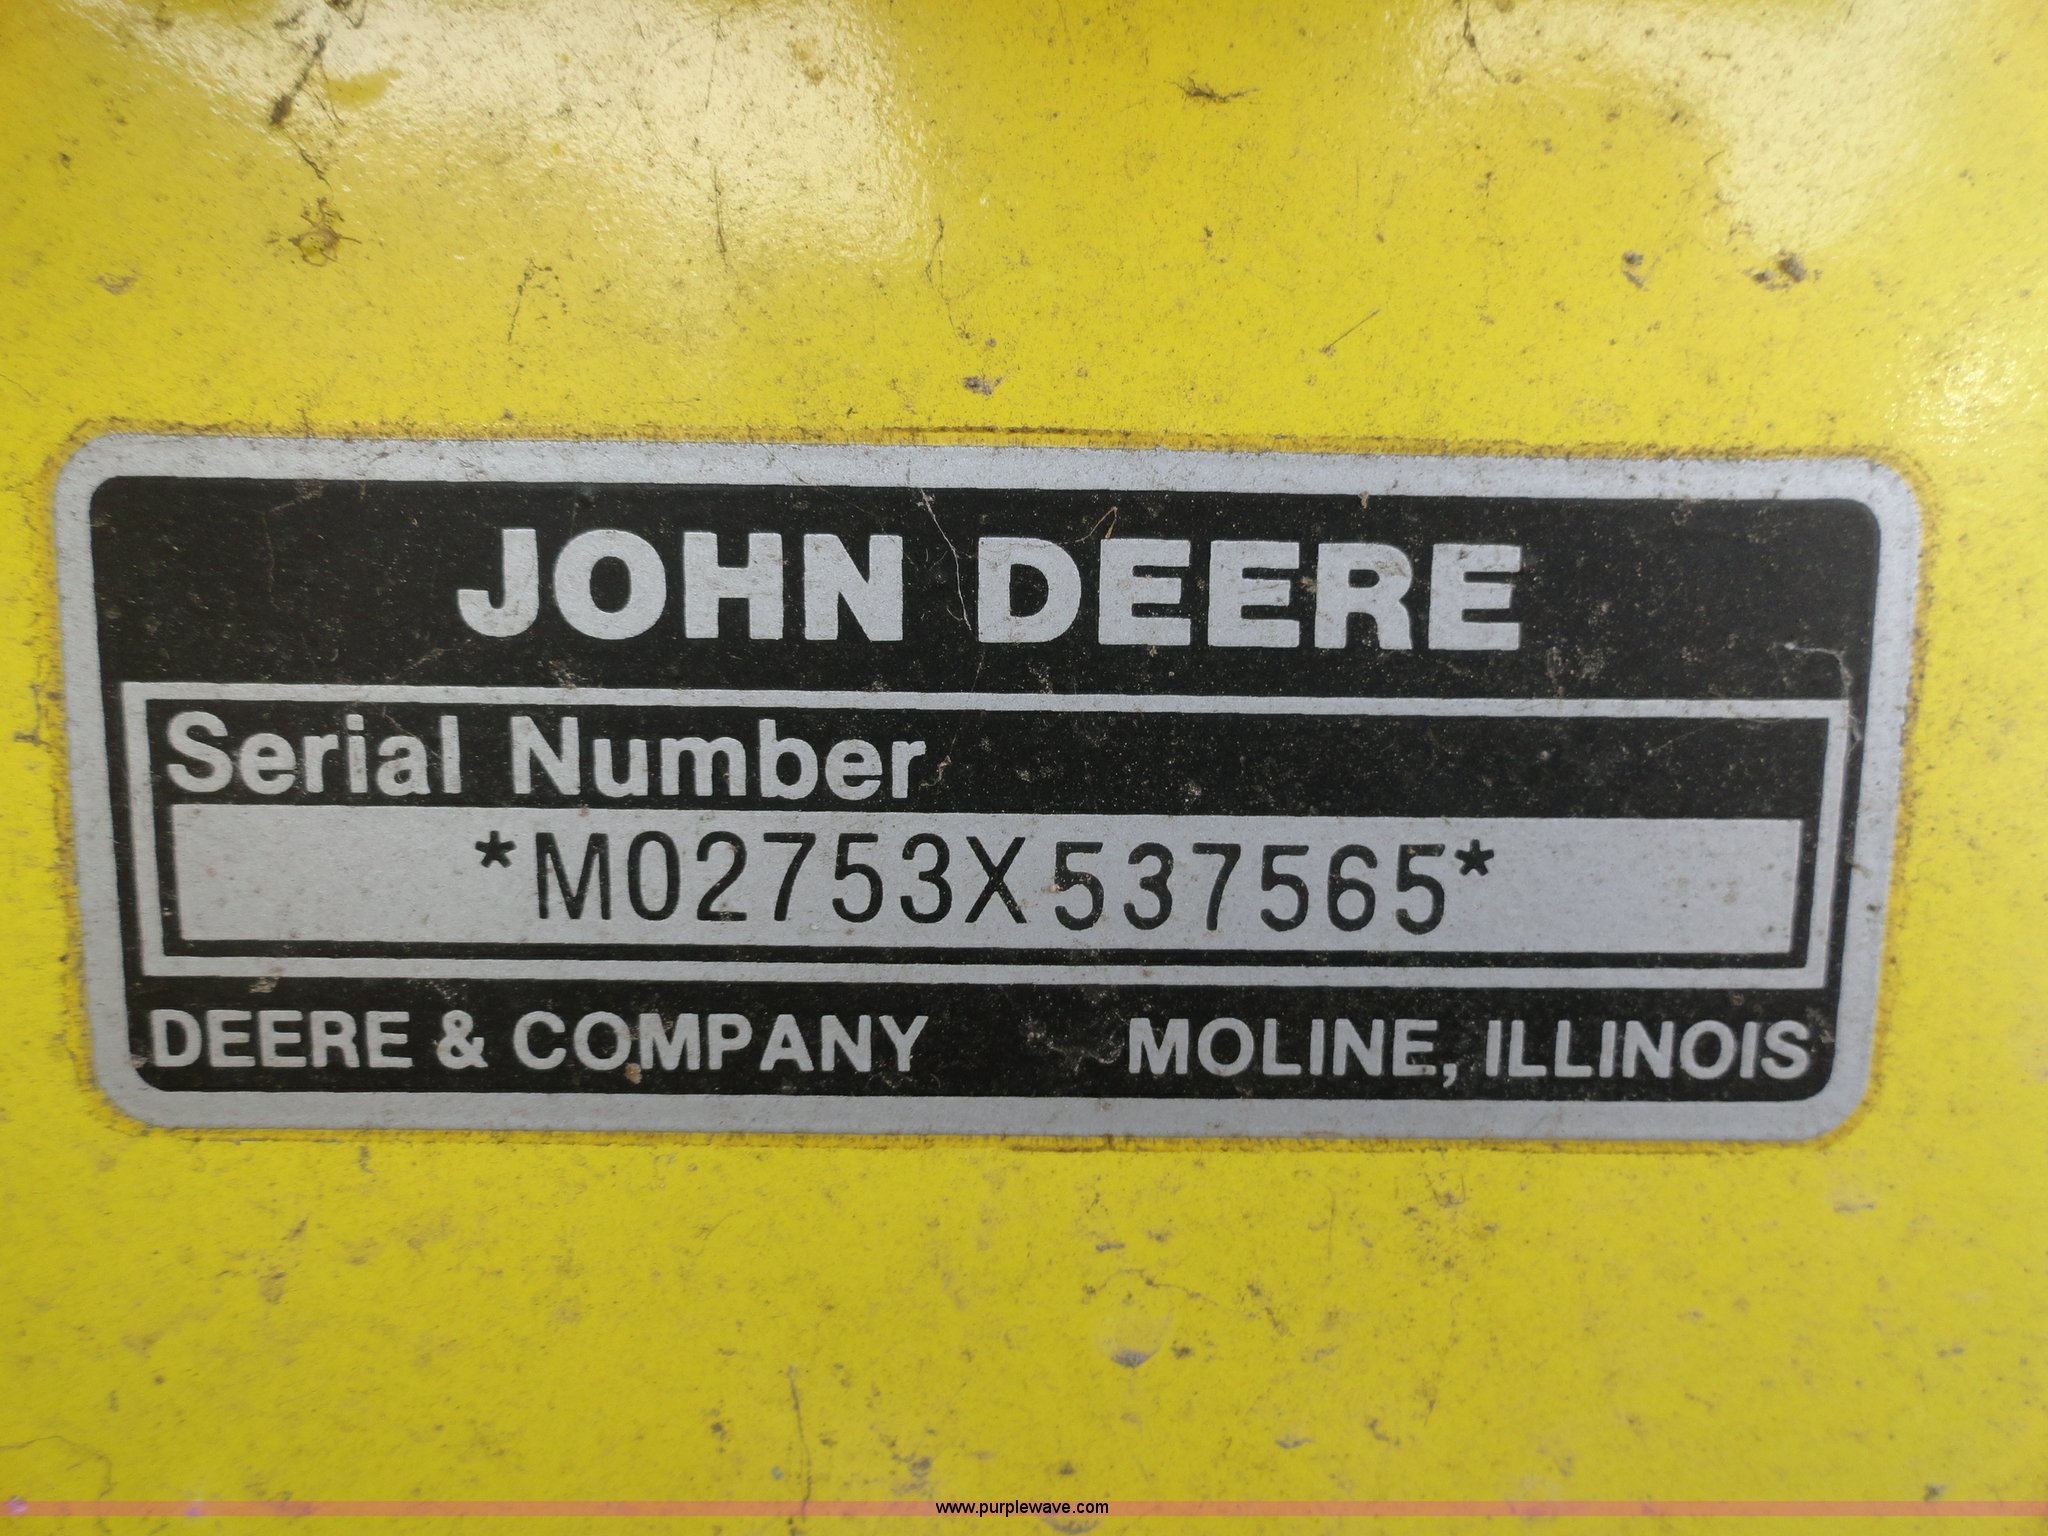 JOHN DEERE
Serial Number
*M02753X537565*
DEERE & COMPANY MOLINE, ILLINOIS
www.purplewave.com